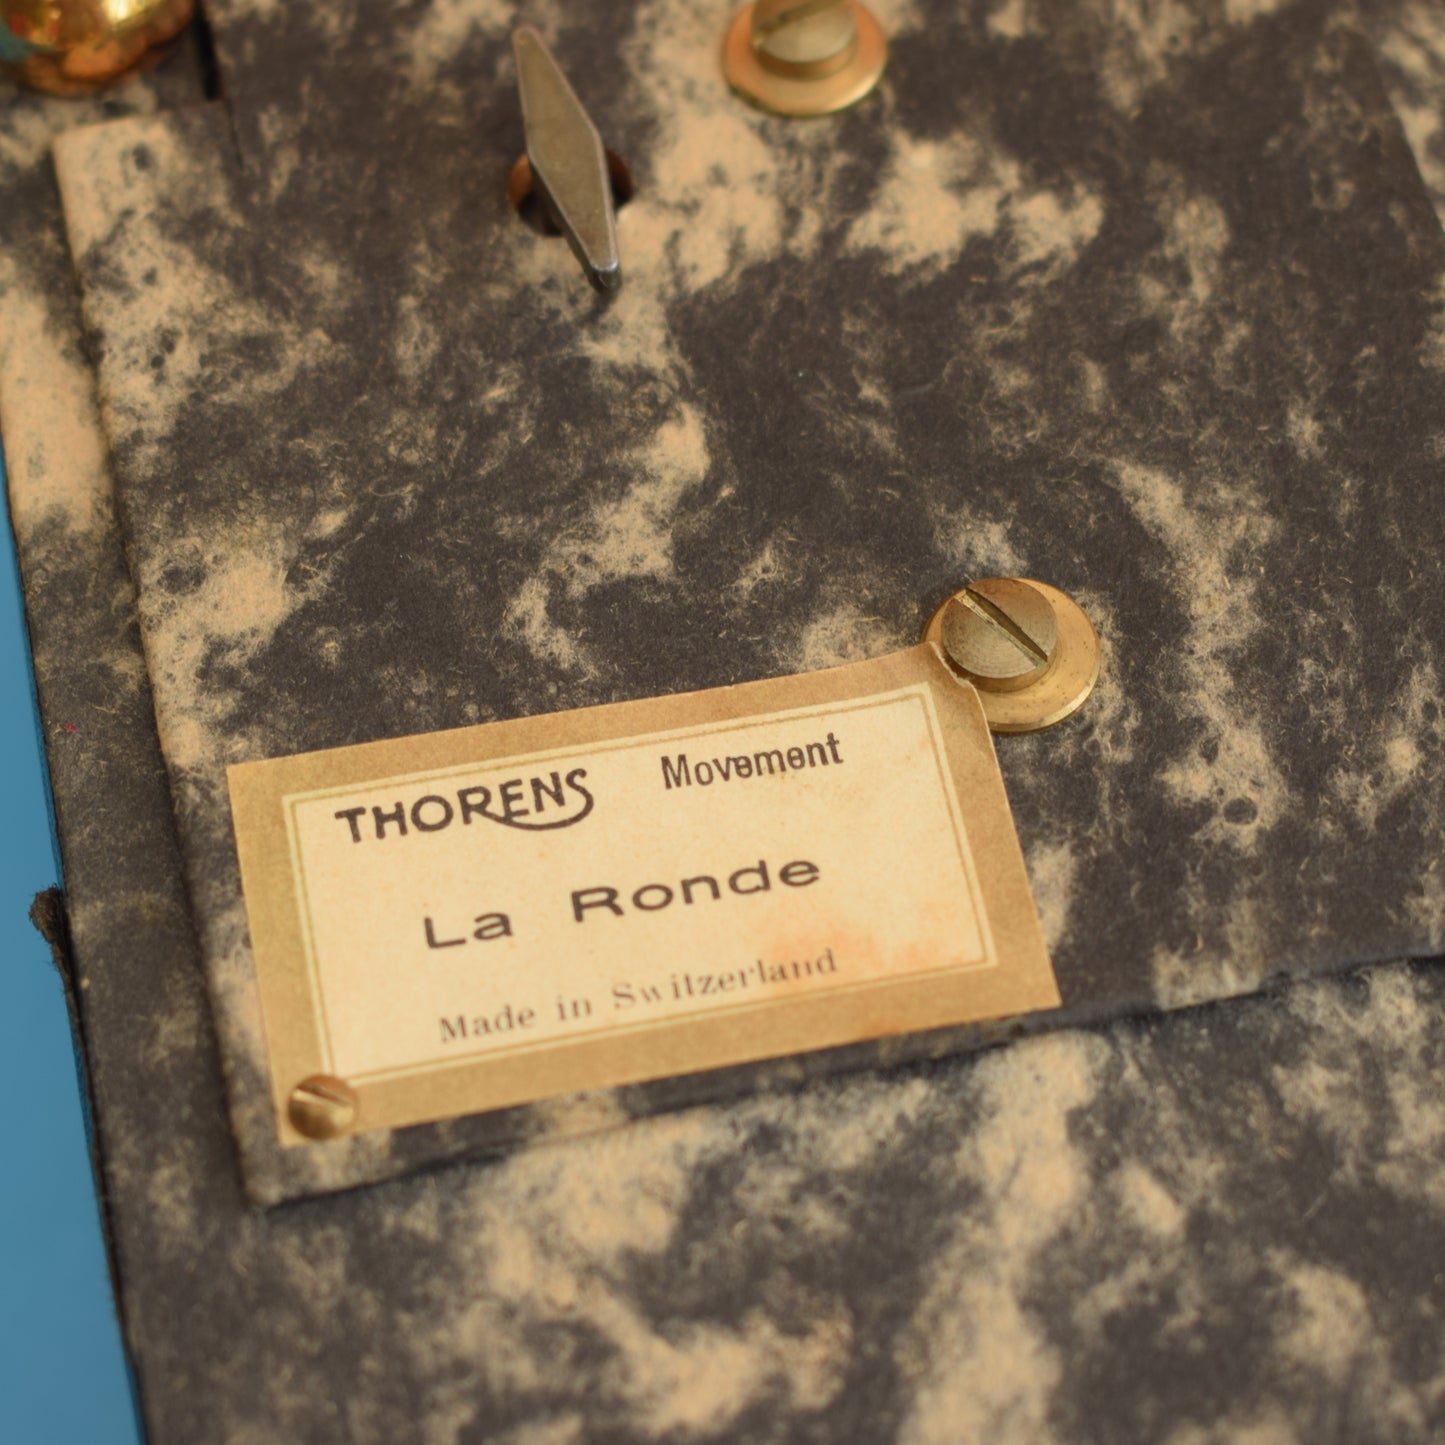 THORENS Movement
La Ronde
Made in Switzerland